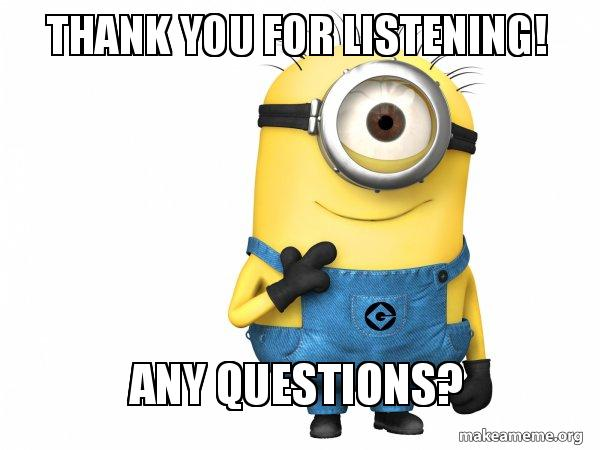 THANK YOU FOR LISTENING!
ANY QUESTIONS?
makeameme.org